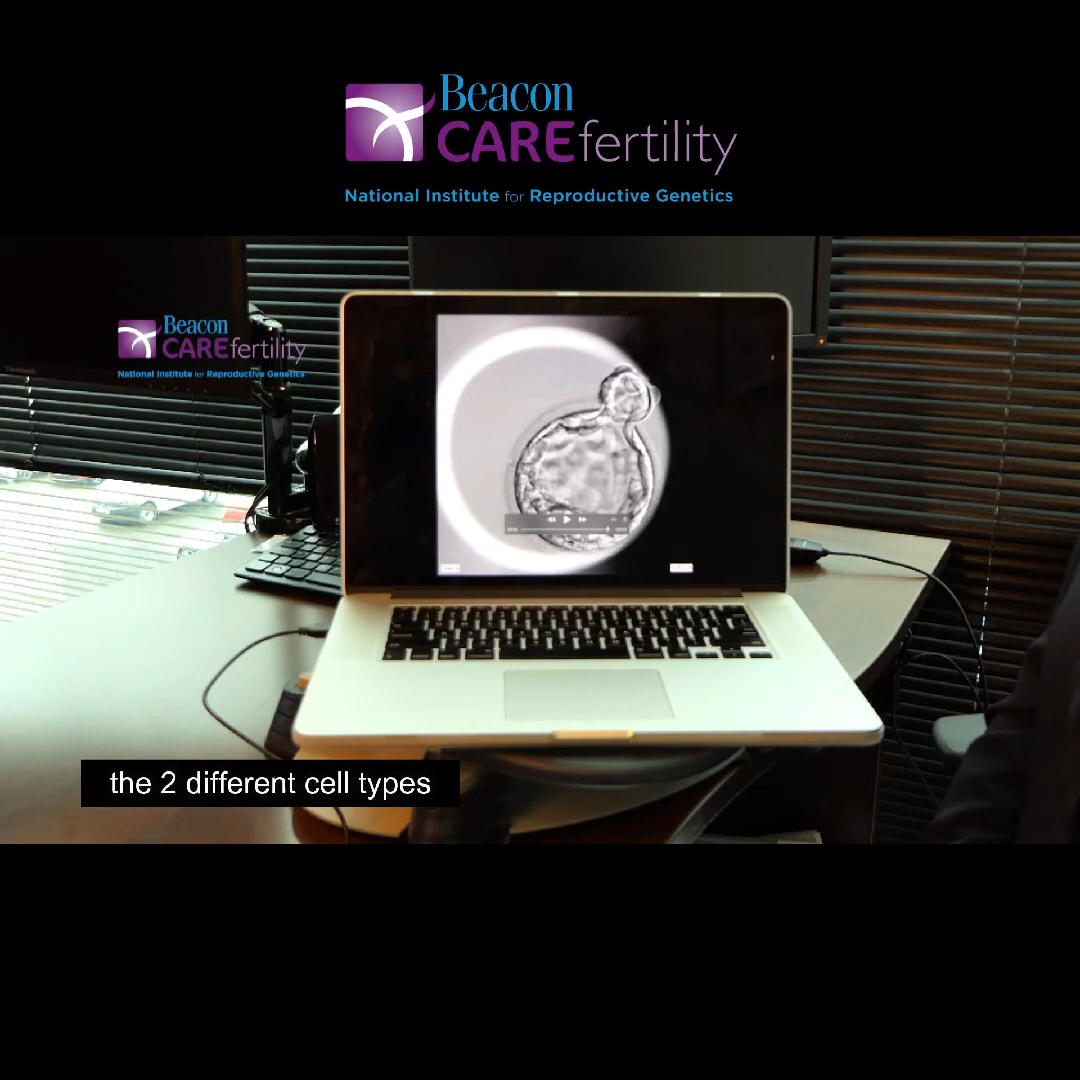 Beacon
CAREfertility
National Institute for Reproductive Genetics
Beacon
CAREfertility
National Institute for Reproductive Genetics
the 2 different cell types